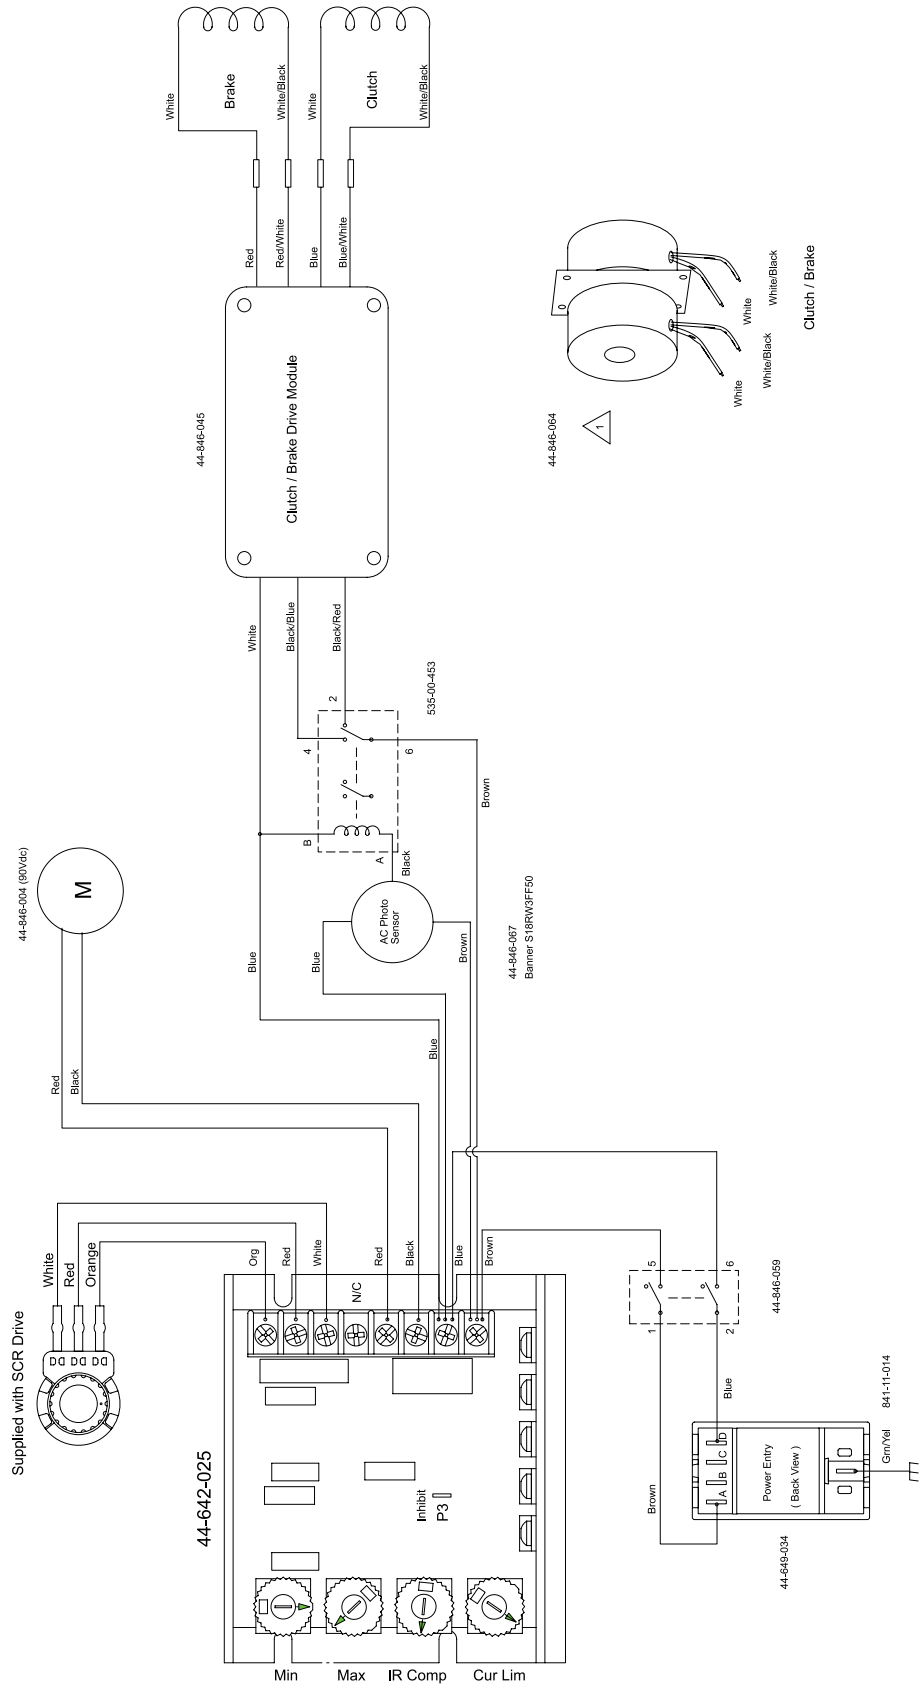 White
Brake
White/Black
White
Clutch
White/Black
Red
Red/White
Blue
Blue/White
44-846-045
Clutch / Brake Drive Module
White
Black/Blue
Black/Red
44-846-064
1
White
White/Black
White
White/Black
Clutch / Brake
2
4
6
535-00-453
B
A
Black
Brown
44-846-004 (90Vdc)
M
AC Photo
Sensor
Blue
Blue
Brown
44-846-067
Banner S18RW3FF50
Red
Black
Blue
Supplied with SCR Drive
White
Red
Orange
Org
Red
White
N/C
Red
Black
Blue
Brown
44-642-025
Inhibit
P3
Min
Max
IR Comp
Cur Lim
5
6
1
2
44-846-059
Brown
Blue
A
B
C
D
Power Entry
( Back View )
44-649-034
841-11-014
Grn/Yel